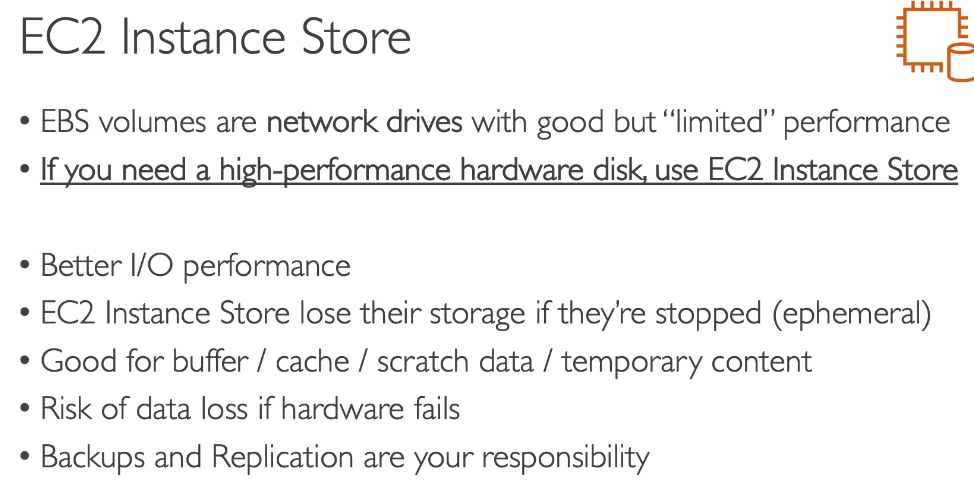 EC2 Instance Store
• EBS volumes are network drives with good but “limited” performance
• If you need a high-performance hardware disk, use EC2 Instance Store
• Better I/O performance
• EC2 Instance Store lose their storage if they’re stopped (ephemeral)
• Good for buffer / cache / scratch data / temporary content
• Risk of data loss if hardware fails
• Backups and Replication are your responsibility